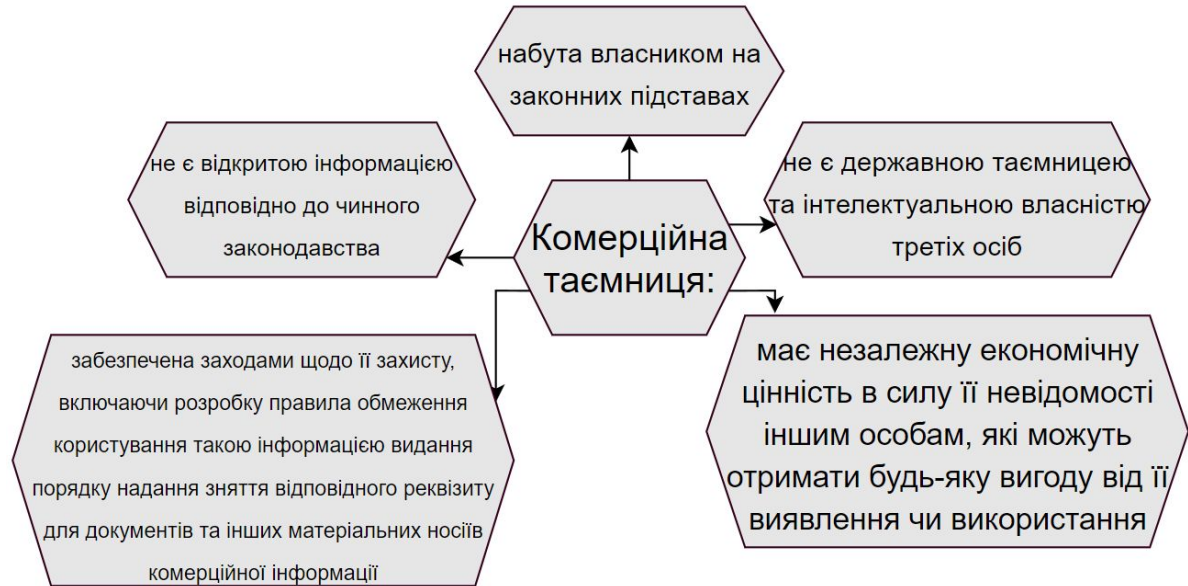 набута власником на
законних підставах
не є відкритою інформацією
відповідно до чинного
законодавства
не є державною таємницею
та інтелектуальною власністю
третіх осіб
Комерційна
таємниця:
забезпечена заходами щодо її захисту,
включаючи розробку правила обмеження
користування такою інформацією видання
порядку надання зняття відповідного реквізиту
для документів та інших матеріальних носіїв
комерційної інформації
має незалежну економічну
цінність в силу її невідомості
іншим особам, які можуть
отримати будь-яку вигоду від її
виявлення чи використання